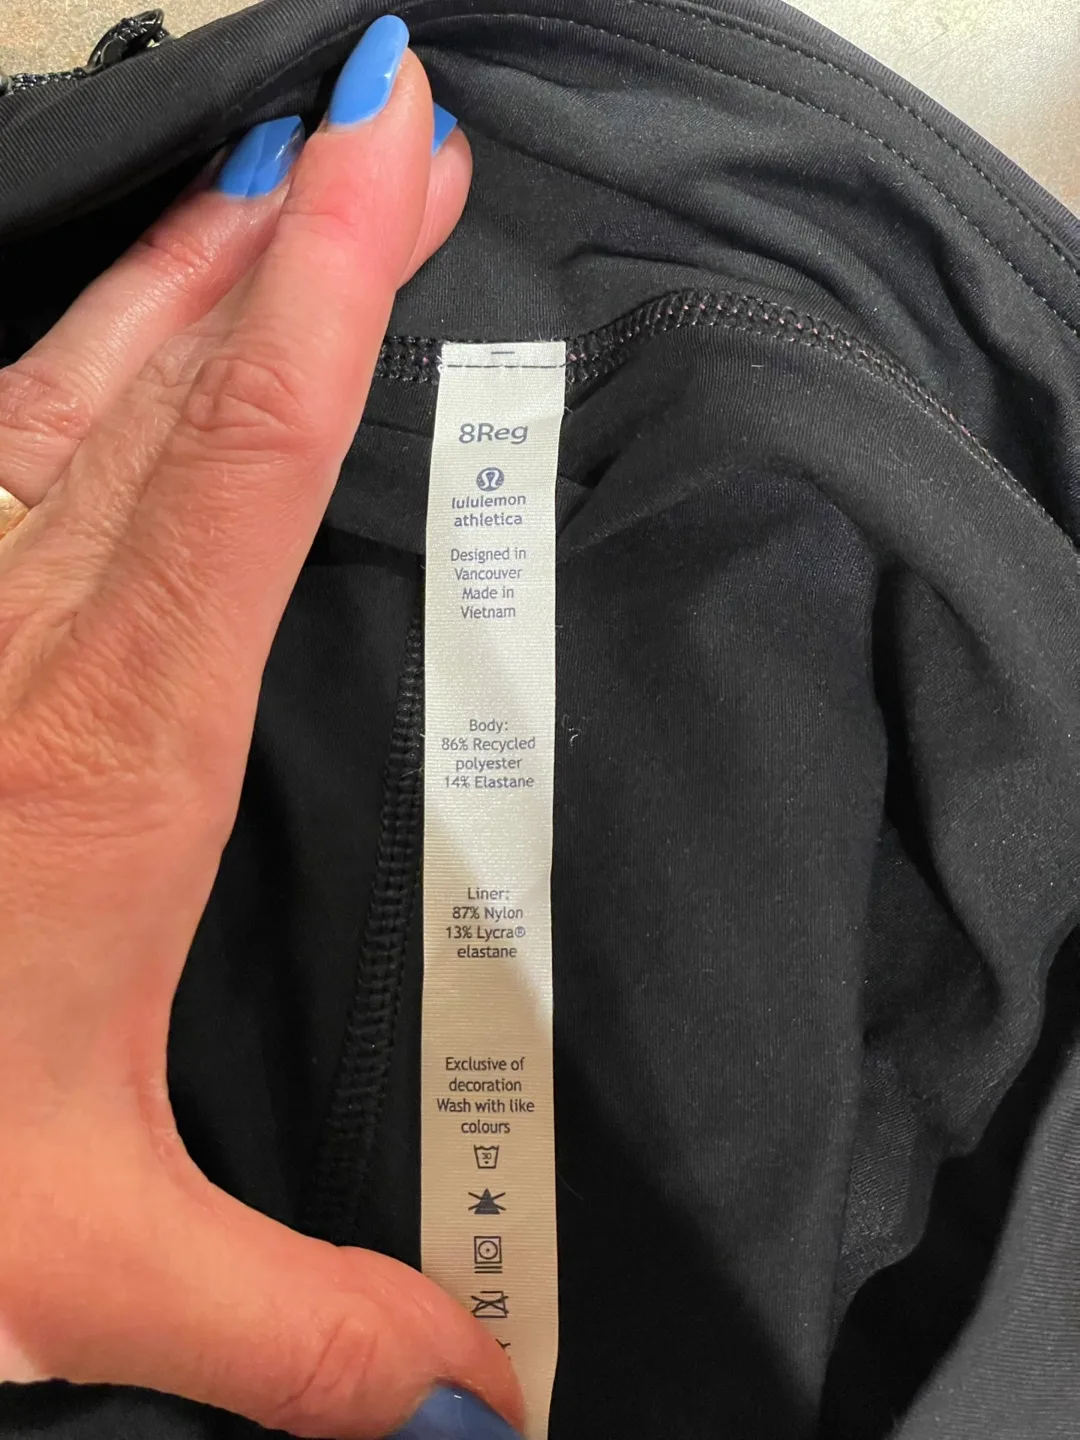 8Reg
lululemon
athletica
Designed in
Vancouver
Made in
Vietnam
Body:
86% Recycled
polyester
14% Elastane
Liner:
87% Nylon
13% Lycra®
elastane
Exclusive of
decoration
Wash with like
colours
30